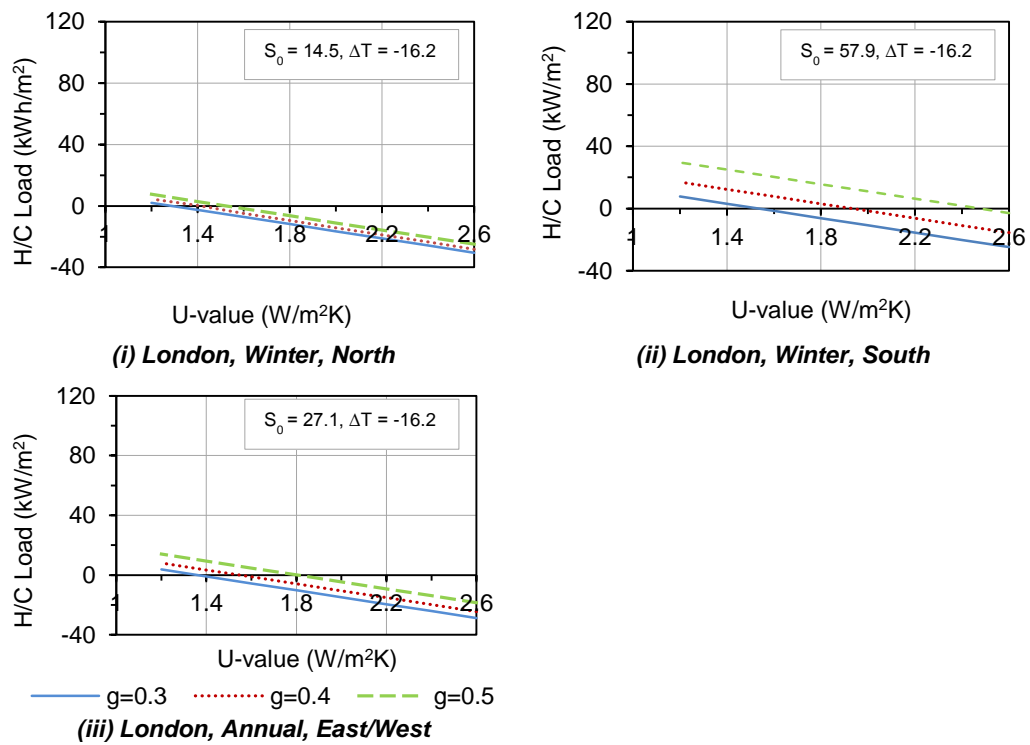 120
80
40
0
-40
H/C Load (kWh/m²)
S₀ = 14.5, ΔT = -16.2
1 1.4 1.8 2.2 2.6
U-value (W/m²K)
(i) London, Winter, North
120
80
40
0
-40
H/C Load (kW/m²)
S₀ = 57.9, ΔT = -16.2
1 1.4 1.8 2.2 2.6
U-value (W/m²K)
(ii) London, Winter, South
120
80
40
0
-40
H/C Load (kW/m²)
S₀ = 27.1, ΔT = -16.2
1 1.4 1.8 2.2 2.6
U-value (W/m²K)
g=0.3 g=0.4 g=0.5
(iii) London, Annual, East/West